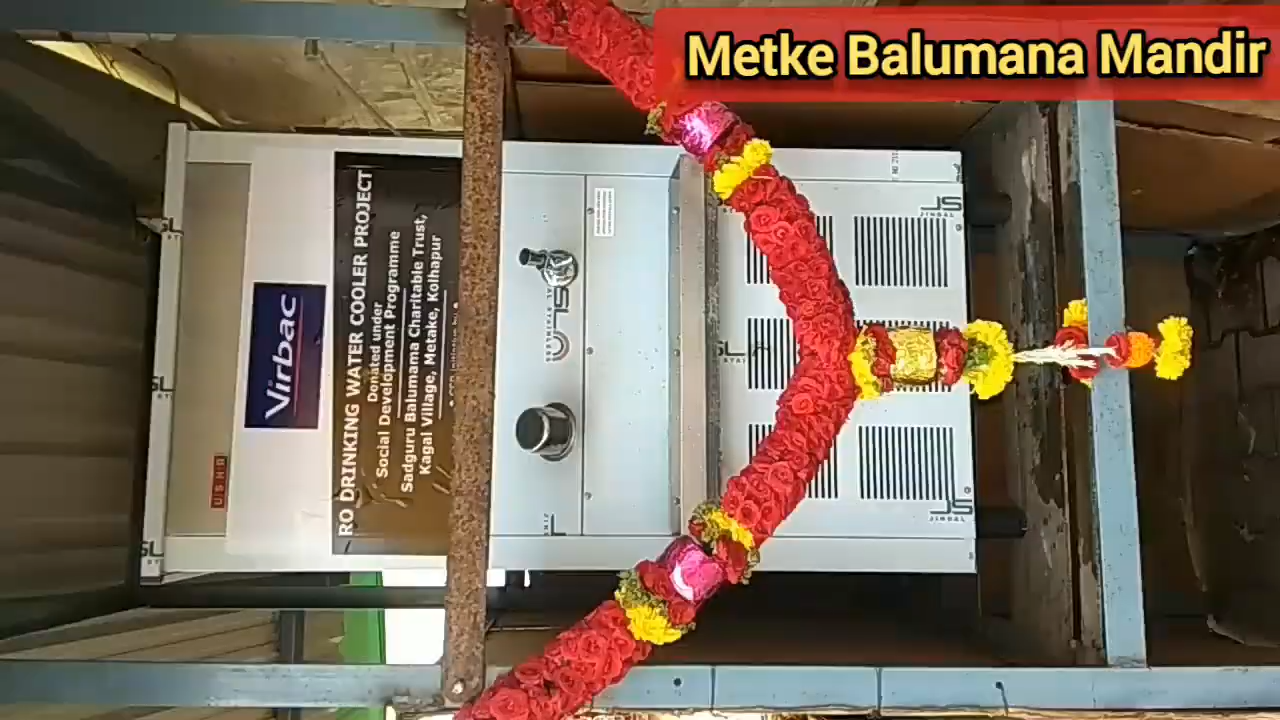 Metke Balumana Mandir
Virbac
RO DRINKING WATER COOLER PROJECT
Donated under
Social Development Programme
Sadguru Balumama Charitable Trust,
Kagal Village, Metake, Kolhapur
USHA
JSL
JINDAL
JSL
JINDAL